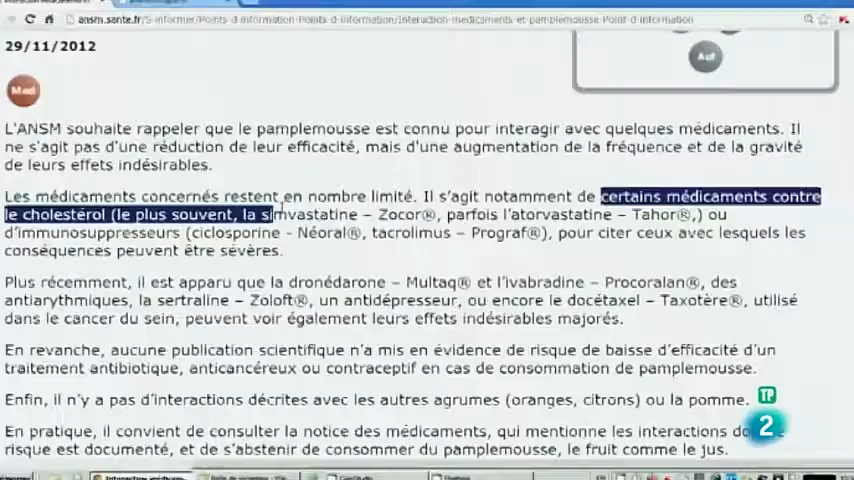 ansm.sante.fr/S-informer/Points-d-information-Points-d-information/Interaction-medicaments-et-pamplemousse-Point-d-information
29/11/2012
Aut
Med
L'ANSM souhaite rappeler que le pamplemousse est connu pour interagir avec quelques médicaments. Il
ne s'agit pas d'une réduction de leur efficacité, mais d'une augmentation de la fréquence et de la gravité
de leurs effets indésirables.
Les médicaments concernés restent en nombre limité. Il s'agit notamment de certains médicaments contre
le cholestérol (le plus souvent, la simvastatine – Zocor®, parfois l'atorvastatine – Tahor®,) ou
d'immunosuppresseurs (ciclosporine - Néoral®, tacrolimus – Prograf®), pour citer ceux avec lesquels les
conséquences peuvent être sévères.
Plus récemment, il est apparu que la dronédarone – Multaq® et l'ivabradine – Procoralan®, des
antiarythmiques, la sertraline – Zoloft®, un antidépresseur, ou encore le docétaxel – Taxotère®, utilisé
dans le cancer du sein, peuvent voir également leurs effets indésirables majorés.
En revanche, aucune publication scientifique n'a mis en évidence de risque de baisse d'efficacité d'un
traitement antibiotique, anticancéreux ou contraceptif en cas de consommation de pamplemousse.
Enfin, il n'y a pas d'interactions décrites avec les autres agrumes (oranges, citrons) ou la pomme.
TP
2
En pratique, il convient de consulter la notice des médicaments, qui mentionne les interactions
risque est documenté, et de s'abstenir de consommer du pamplemousse, le fruit comme le jus.